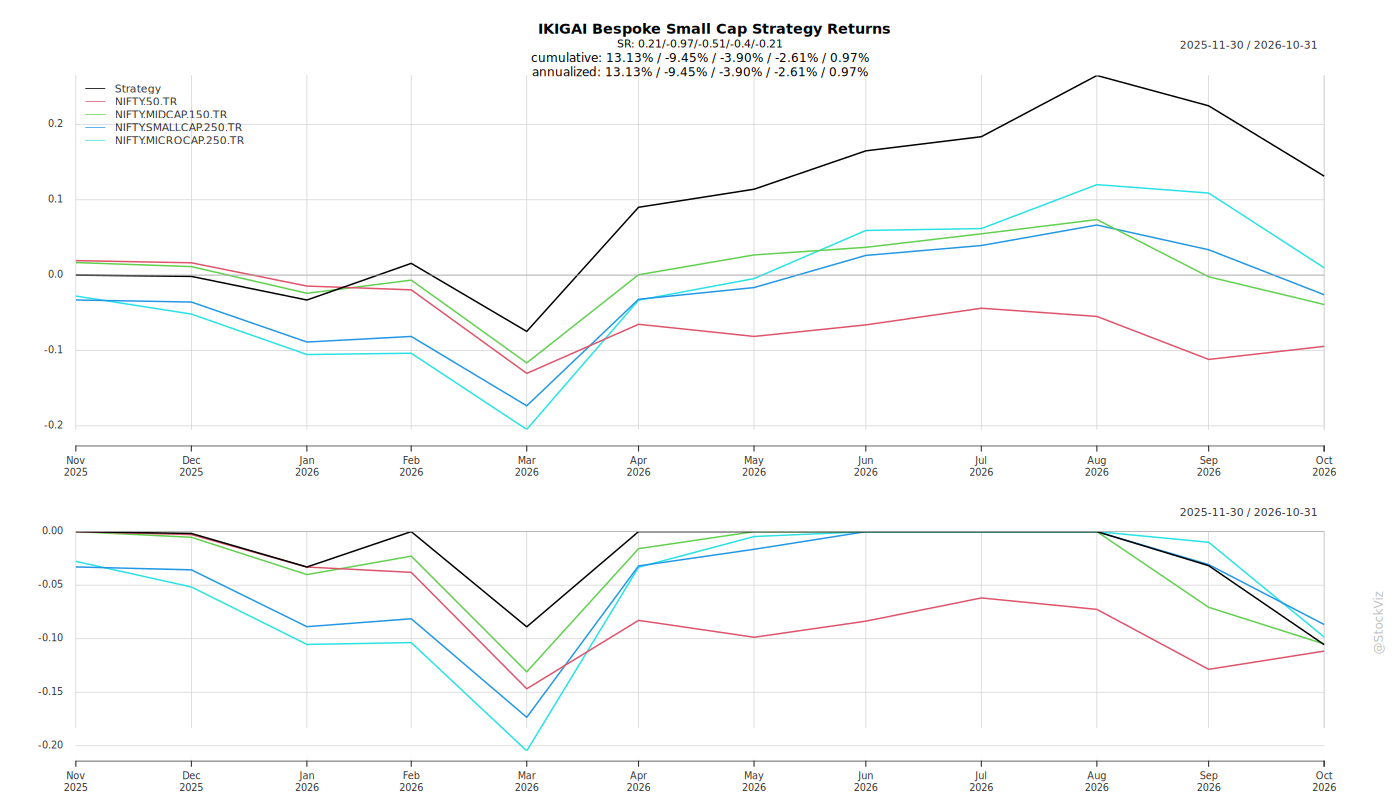 IKIGAI Bespoke Small Cap Strategy Returns
SR: 0.21/-0.97/-0.51/-0.4/-0.21
cumulative: 13.13% / -9.45% / -3.90% / -2.61% / 0.97%
annualized: 13.13% / -9.45% / -3.90% / -2.61% / 0.97%
2025-11-30 / 2026-10-31
Strategy
NIFTY.50.TR
NIFTY.MIDCAP.150.TR
NIFTY.SMALLCAP.250.TR
NIFTY.MICROCAP.250.TR
0.2
0.1
0.0
-0.1
-0.2
Nov Dec Jan Feb Mar Apr May Jun Jul Aug Sep Oct
2025 2025 2026 2026 2026 2026 2026 2026 2026 2026 2026 2026
2025-11-30 / 2026-10-31
0.00
-0.05
-0.10
-0.15
-0.20
Nov Dec Jan Feb Mar Apr May Jun Jul Aug Sep Oct
2025 2025 2026 2026 2026 2026 2026 2026 2026 2026 2026 2026
@StockViz